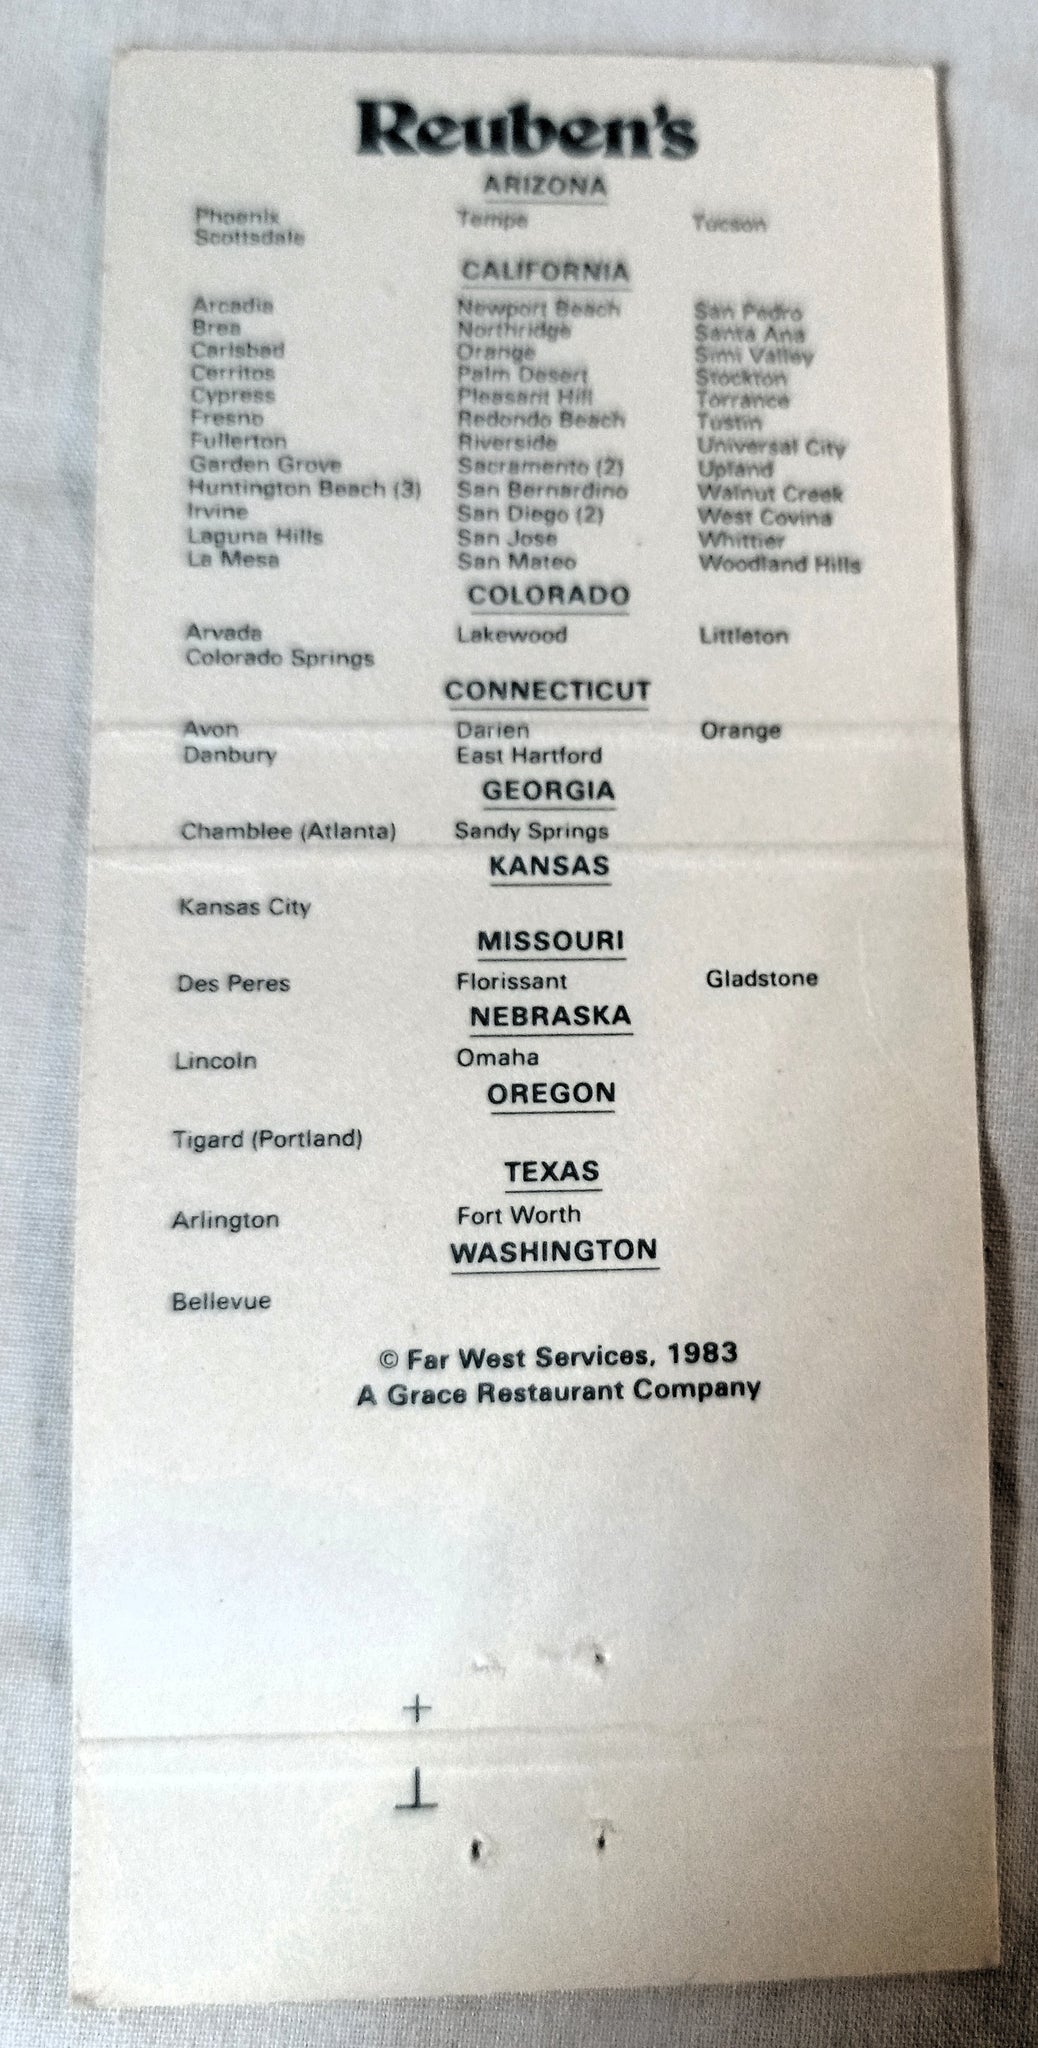 Reuben's
ARIZONA
Phoenix Tempe Tucson
Scottsdale
CALIFORNIA
Arcadia Newport Beach San Pedro
Brea Northridge Santa Ana
Carlsbad Orange Simi Valley
Cerritos Palm Desert Stockton
Cypress Pleasant Hill Torrance
Fresno Redondo Beach Tustin
Fullerton Riverside Universal City
Garden Grove Sacramento (2) Upland
Huntington Beach (3) San Bernardino Walnut Creek
Irvine San Diego (2) West Covina
Laguna Hills San Jose Whittier
La Mesa San Mateo Woodland Hills
COLORADO
Arvada Lakewood Littleton
Colorado Springs
CONNECTICUT
Avon Darien Orange
Danbury East Hartford
GEORGIA
Chamblee (Atlanta) Sandy Springs
KANSAS
Kansas City
MISSOURI
Des Peres Florissant Gladstone
NEBRASKA
Lincoln Omaha
OREGON
Tigard (Portland)
TEXAS
Arlington Fort Worth
WASHINGTON
Bellevue
© Far West Services, 1983
A Grace Restaurant Company